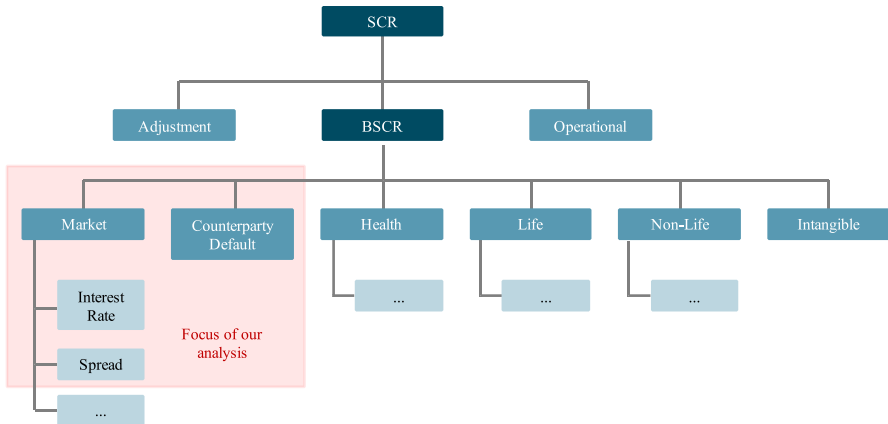 SCR
Adjustment
BSCR
Operational
Market
Counterparty
Default
Health
Life
Non-Life
Intangible
Interest
Rate
...
...
...
Focus of our
analysis
Spread
...